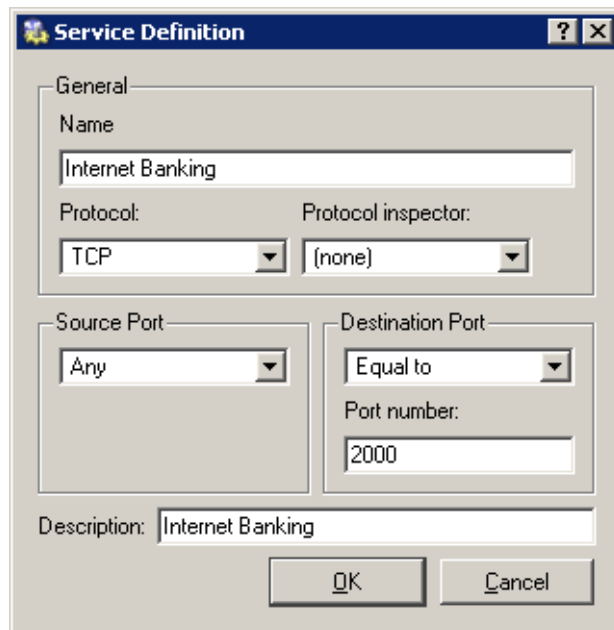 Service Definition
General
Name
Internet Banking
Protocol: Protocol inspector:
TCP (none)
Source Port Destination Port
Any Equal to
Port number:
2000
Description: Internet Banking
OK Cancel